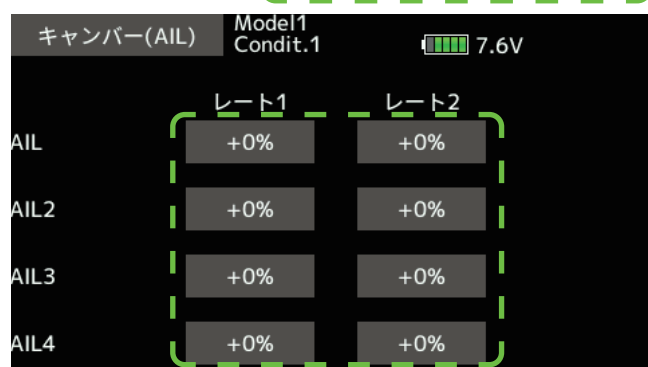 キャンバー(AIL)
Model1
Condit.1
7.6V
レート1 レート2
AIL +0% +0%
AIL2 +0% +0%
AIL3 +0% +0%
AIL4 +0% +0%